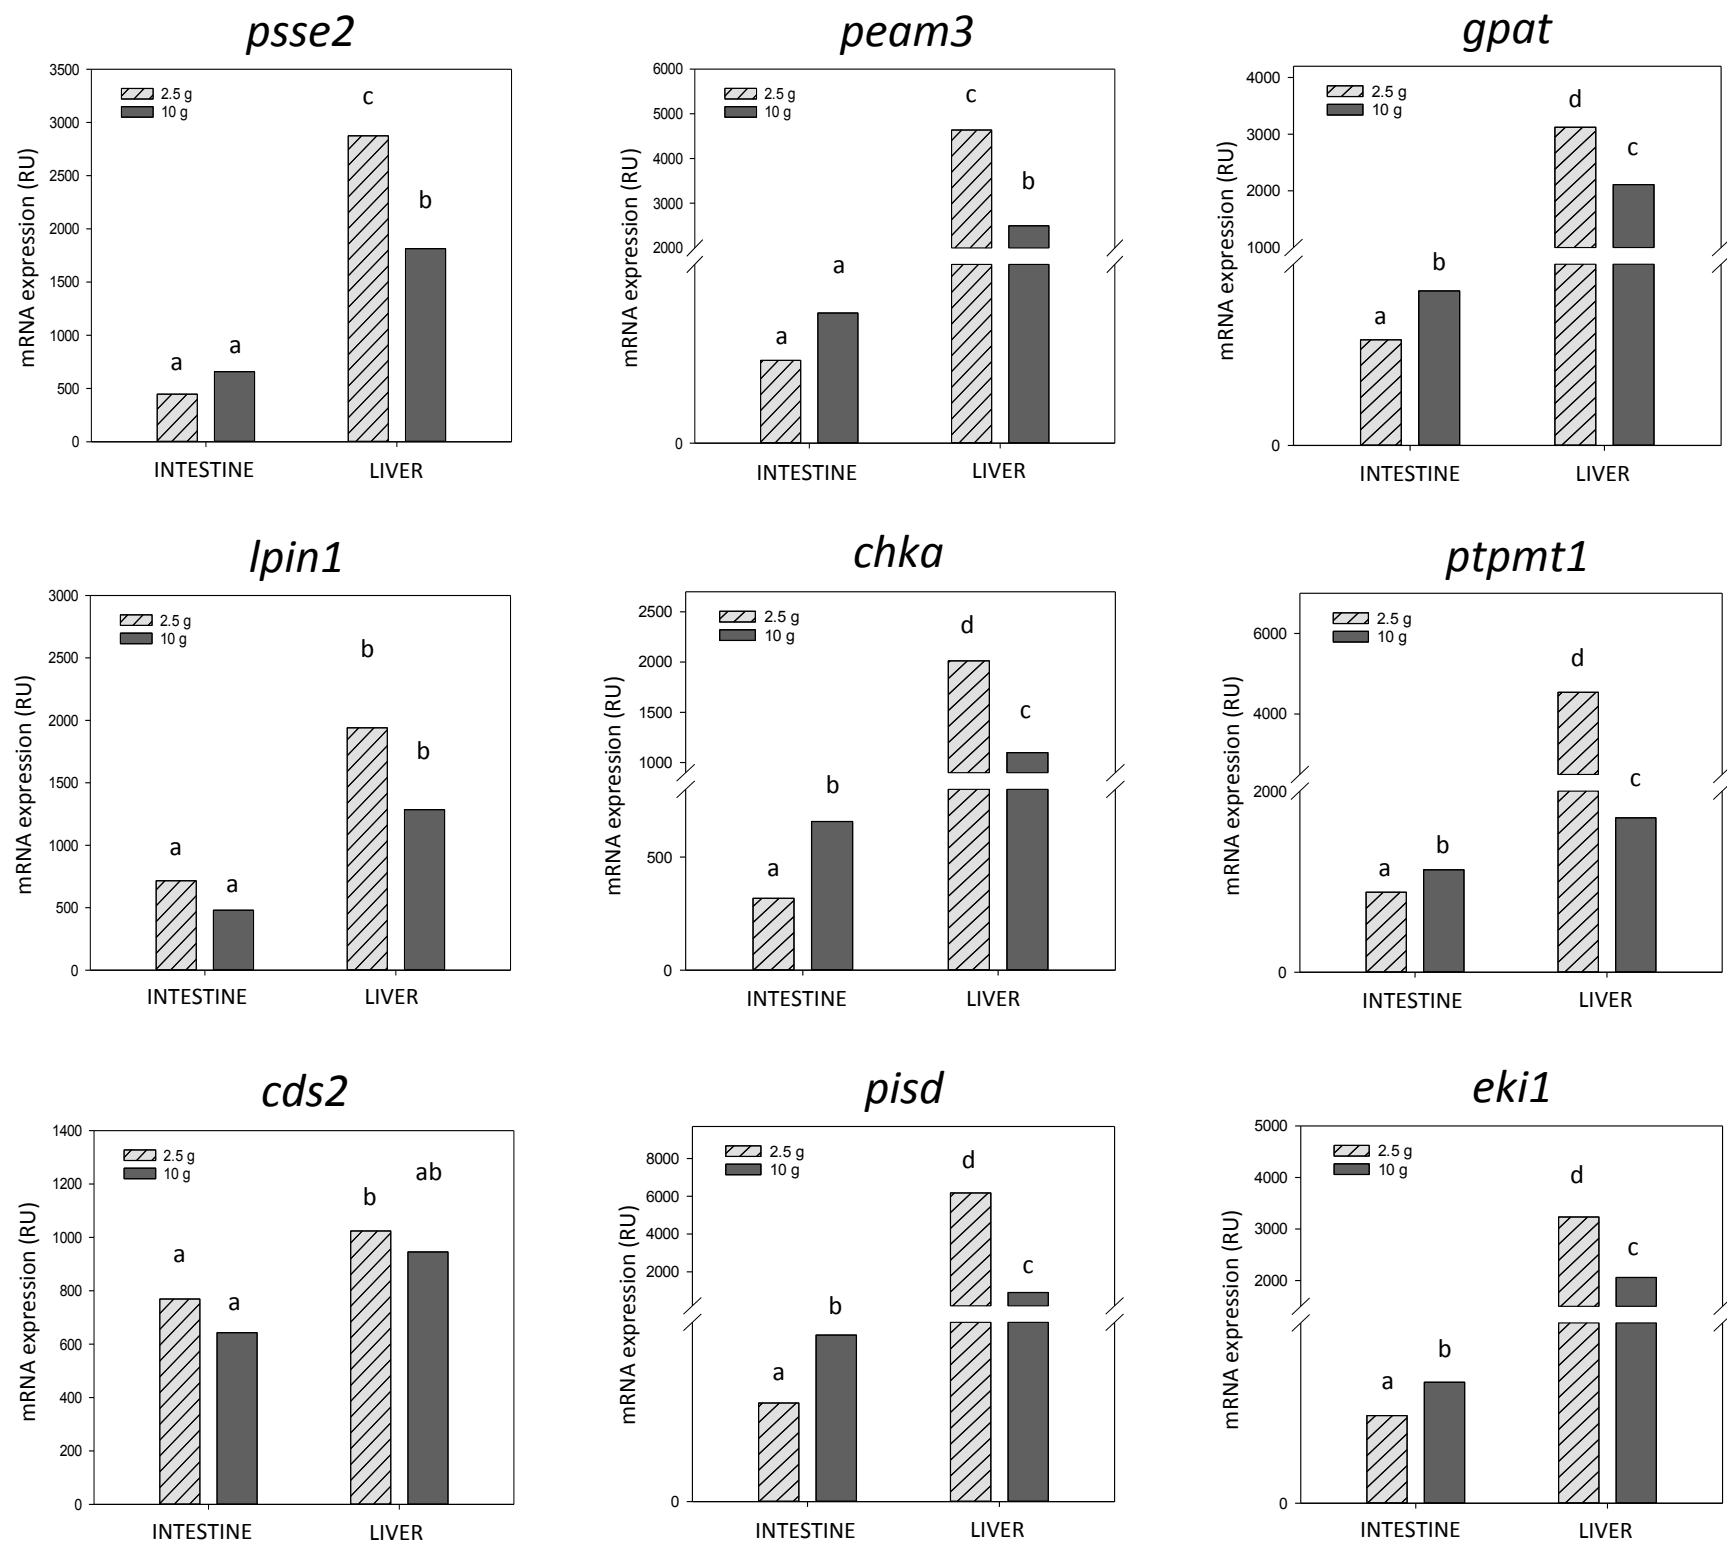 psse2
3500
3000
2500
2000
1500
1000
500
0
mRNA expression (RU)
2.5 g
10 g
a
a
c
b
INTESTINE
LIVER
peam3
6000
5000
4000
3000
2000
0
mRNA expression (RU)
2.5 g
10 g
a
a
c
b
INTESTINE
LIVER
gpat
4000
3000
2000
1000
0
mRNA expression (RU)
2.5 g
10 g
a
b
d
c
INTESTINE
LIVER
lpin1
3000
2500
2000
1500
1000
500
0
mRNA expression (RU)
2.5 g
10 g
a
a
b
b
INTESTINE
LIVER
chka
2500
2000
1500
1000
500
0
mRNA expression (RU)
2.5 g
10 g
a
b
d
c
INTESTINE
LIVER
ptpmt1
6000
4000
2000
0
mRNA expression (RU)
2.5 g
10 g
a
b
d
c
INTESTINE
LIVER
cds2
1400
1200
1000
800
600
400
200
0
mRNA expression (RU)
2.5 g
10 g
a
a
b
ab
INTESTINE
LIVER
pisd
8000
6000
4000
2000
0
mRNA expression (RU)
2.5 g
10 g
a
b
d
c
INTESTINE
LIVER
eki1
5000
4000
3000
2000
0
mRNA expression (RU)
2.5 g
10 g
a
b
d
c
INTESTINE
LIVER